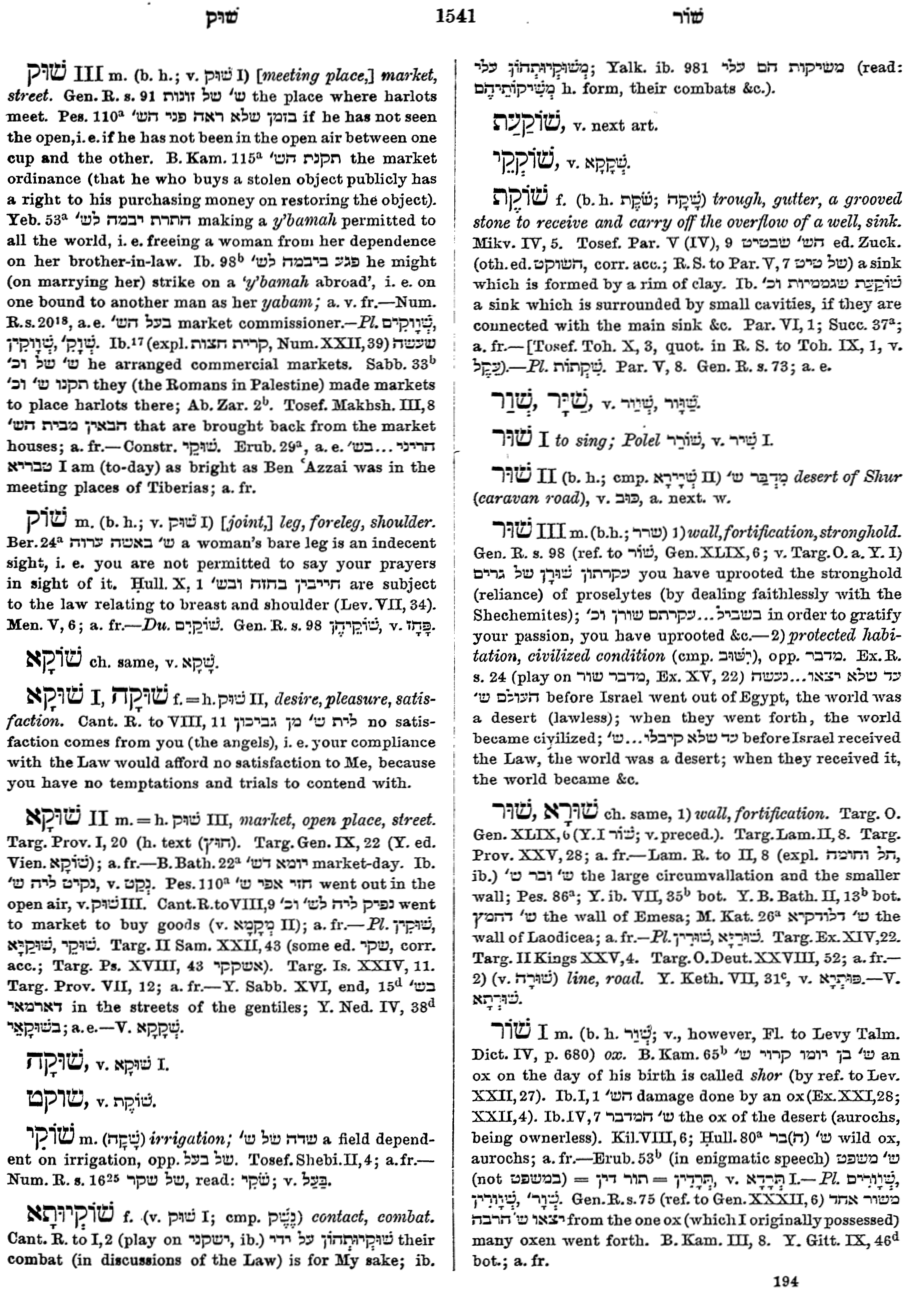 שׁוּק
1541
שׁוֹר
שׁוּק III m. (b. h.; v. שׁוּק I) [meeting place,] market,
street. Gen. R. s. 91 ש' של זונות the place where harlots
meet. Pes. 110ᵃ בזמן שלא ראה פני הש' if he has not seen
the open, i. e. if he has not been in the open air between one
cup and the other. B. Kam. 115ᵃ תקנת הש' the market
ordinance (that he who buys a stolen object publicly has
a right to his purchasing money on restoring the object).
Yeb. 53ᵃ התרת יבמה לש' making a y'bamah permitted to
all the world, i. e. freeing a woman from her dependence
on her brother-in-law. Ib. 98ᵇ פגע ביבמה לש' he might
(on marrying her) strike on a 'y'bamah abroad', i. e. on
one bound to another man as her yabam; a. v. fr.—Num.
R. s. 20¹⁸, a. e. בעל הש' market commissioner.—Pl. שְׁוָוקִים,
שְׁוָוקִין, שְׁוָק'. Ib.¹⁷ (expl. קרית חצות, Num. XXII, 39) שעשה
ש' של וכ' he arranged commercial markets. Sabb. 33ᵇ
תקנו ש' וכ' they (the Romans in Palestine) made markets
to place harlots there; Ab. Zar. 2ᵇ. Tosef. Makhsh. III, 8
הבאין מבית הש' that are brought back from the market
houses; a. fr.—Constr. שׁוּקֵי. Erub. 29ᵃ, a. e. הריני...בש'
טבריא I am (to-day) as bright as Ben ʿAzzai was in the
meeting places of Tiberias; a. fr.
שׁוֹק m. (b. h.; v. שׁוּק I) [joint,] leg, foreleg, shoulder.
Ber. 24ᵃ ש' באשה ערוה a woman's bare leg is an indecent
sight, i. e. you are not permitted to say your prayers
in sight of it. Ḥull. X, 1 חייבין בחזה ובש' are subject
to the law relating to breast and shoulder (Lev. VII, 34).
Men. V, 6; a. fr.—Du. שׁוֹקַיִם. Gen. R. s. 98 שׁוֹקֵיהֶן, v. פָּחַז.
שׁוֹקָא ch. same, v. שָׁקָא.
שׁוּקָא I, שׁוּקָה f. = h. שׁוּק II, desire, pleasure, satis-
faction. Cant. R. to VIII, 11 לית ש' מן גביכון no satis-
faction comes from you (the angels), i. e. your compliance
with the Law would afford no satisfaction to Me, because
you have no temptations and trials to contend with.
שׁוּקָא II m. = h. שׁוּק III, market, open place, street.
Targ. Prov. I, 20 (h. text חוץ). Targ. Gen. IX, 22 (Y. ed.
Vien. שׁוֹקָא); a. fr.—B. Bath. 22ᵃ יומא דש' market-day. Ib.
נקיט ליה ש', v. נְקַט. Pes. 110ᵃ חזי אפי ש' went out in the
open air, v. שׁוּק III. Cant. R. to VIII, 9 נפיק ליה לש' וכ' went
to market to buy goods (v. מְקָמָא II); a. fr.—Pl. שׁוּקִין,
שׁוּקַיָּא, שׁוּקֵי. Targ. II Sam. XXII, 43 (some ed. שקי, corr.
acc.; Targ. Ps. XVIII, 43 אשקקי). Targ. Is. XXIV, 11.
Targ. Prov. VII, 12; a. fr.—Y. Sabb. XVI, end, 15ᵈ בש'
דארמאי in the streets of the gentiles; Y. Ned. IV, 38ᵈ
בשוּקָאֵי; a. e.—V. שְׁקָקָא.
שׁוּקָה, v. שׁוּקָא I.
שוקט, v. שׁוֹקֶת.
שׁוֹקִי m. (שָׁקָה) irrigation; שדה של ש' a field depend-
ent on irrigation, opp. של בעל. Tosef. Shebi. II, 4; a. fr.—
Num. R. s. 16²⁵ של שקר, read: שֹׁקִי; v. בַּעַל.
שׁוּקְיוּתָא f. (v. שׁוּק I; cmp. נָשַׁק) contact, combat.
Cant. R. to I, 2 (play on ישקני, ib.) שׁוּקְיוּתְהוֹן על ידי their
combat (in discussions of the Law) is for My sake; ib.
מְשׁוּקְיוּתְהוֹן עלי; Yalk. ib. 981 משיקות הם עלי (read:
מַשִּׁיקוֹתֵיהֶם h. form, their combats &c.).
שׁוֹקַעַת, v. next art.
שׁוֹקְקֵי, v. שְׁקָקָא.
שׁוֹקֶת f. (b. h. שֹׁקֶת; שָׁקָה) trough, gutter, a grooved
stone to receive and carry off the overflow of a well, sink.
Mikv. IV, 5. Tosef. Par. V (IV), 9 הש' שבטיט ed. Zuck.
(oth. ed. השוקט, corr. acc.; R. S. to Par. V, 7 של טיט) a sink
which is formed by a rim of clay. Ib. שׁוֹקַעַת שגממיות וכ'
a sink which is surrounded by small cavities, if they are
connected with the main sink &c. Par. VI, 1; Succ. 37ᵃ;
a. fr.—[Tosef. Toh. X, 3, quot. in R. S. to Toh. IX, 1, v.
עֲקַל).—Pl. שְׁקָתוֹת. Par. V, 8. Gen. R. s. 73; a. e.
שְׁוַר, שַׁיָּר, v. שְׁוַור, שַׁוָּור.
שׁוּר I to sing; Polel שׁוֹרֵר, v. שִׁיר I.
שׁוּר II (b. h.; cmp. שְׁיָירָא II) מִדְבַּר ש' desert of Shur
(caravan road), v. כּוּב, a. next. w.
שׁוּר III m. (b. h.; שרר) 1) wall, fortification, stronghold.
Gen. R. s. 98 (ref. to שׁוֹר, Gen. XLIX, 6; v. Targ. O. a. Y. I)
עקרתון שׁוּרָן של גרים you have uprooted the stronghold
(reliance) of proselytes (by dealing faithlessly with the
Shechemites); בשביל...עקרתם שורן וכ' in order to gratify
your passion, you have uprooted &c.—2) protected habi-
tation, civilized condition (cmp. יִשּׁוּב), opp. מדבר. Ex. R.
s. 24 (play on מדבר שור, Ex. XV, 22) עד שלא יצאו...נעשה
העולם ש' before Israel went out of Egypt, the world was
a desert (lawless); when they went forth, the world
became civilized; עד שלא קיבלו...ש' before Israel received
the Law, the world was a desert; when they received it,
the world became &c.
שׁוּר, שׁוּרָא ch. same, 1) wall, fortification. Targ. O.
Gen. XLIX, 6 (Y. I שׁוֹר; v. preced.). Targ. Lam. II, 8. Targ.
Prov. XXV, 28; a. fr.—Lam. R. to II, 8 (expl. חל וחומה,
ib.) ש' ובר ש' the large circumvallation and the smaller
wall; Pes. 86ᵃ; Y. ib. VII, 35ᵇ bot. Y. B. Bath. II, 13ᵇ bot.
ש' דחמץ the wall of Emesa; M. Kat. 26ᵃ ש' דלודקיא the
wall of Laodicea; a. fr.—Pl. שׁוּרִין, שׁוּרַיָּא. Targ. Ex. XIV, 22.
Targ. II Kings XXV, 4. Targ. O. Deut. XXVIII, 52; a. fr.—
2) (v. שׁוּרָה) line, road. Y. Keth. VII, 31ᶜ, v. פּוּתְיָא.—V.
שׁוּרְתָא.
שׁוֹר I m. (b. h. שְׁוַר; v., however, Fl. to Levy Talm.
Dict. IV, p. 680) ox. B. Kam. 65ᵇ ש' בן יומו קרוי ש' an
ox on the day of his birth is called shor (by ref. to Lev.
XXII, 27). Ib. I, 1 הש' damage done by an ox (Ex. XXI, 28;
XXII, 4). Ib. IV, 7 ש' המדבר the ox of the desert (aurochs,
being ownerless). Kil. VIII, 6; Ḥull. 80ᵃ ש' (ה)בר wild ox,
aurochs; a. fr.—Erub. 53ᵇ (in enigmatic speech) ש' משפט
(not במשפט) = תור דין = תְּרָדִין, v. תְּרָדָא I.—Pl. שְׁוָורִים,
שְׁוָורִין, שְׁוָר'. Gen. R. s. 75 (ref. to Gen. XXXII, 6) משור אחד
יצאו ש' הרבה from the one ox (which I originally possessed)
many oxen went forth. B. Kam. III, 8. Y. Gitt. IX, 46ᵈ
bot.; a. fr.
194